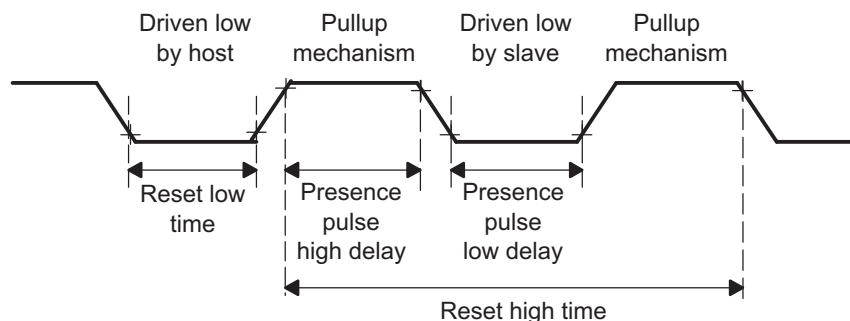 Driven low
by host
Pullup
mechanism
Driven low
by slave
Pullup
mechanism
Reset low
time
Presence
pulse
high delay
Presence
pulse
low delay
Reset high time